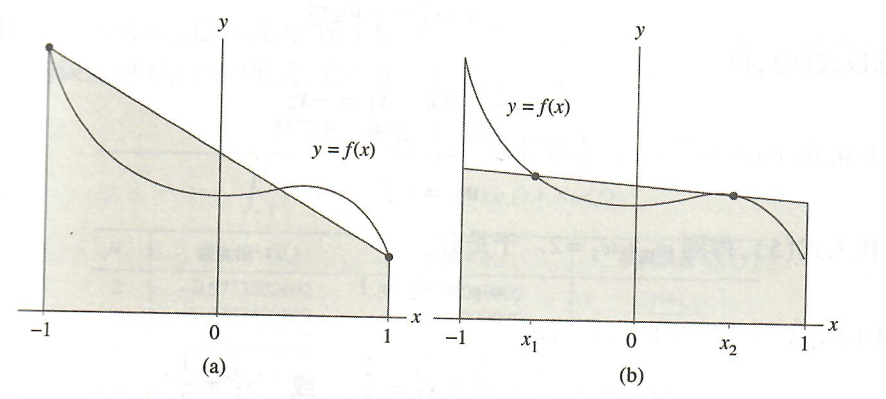 y
y = f(x)
−1
0
1
x
(a)
y
y = f(x)
−1
x₁
0
x₂
1
x
(b)